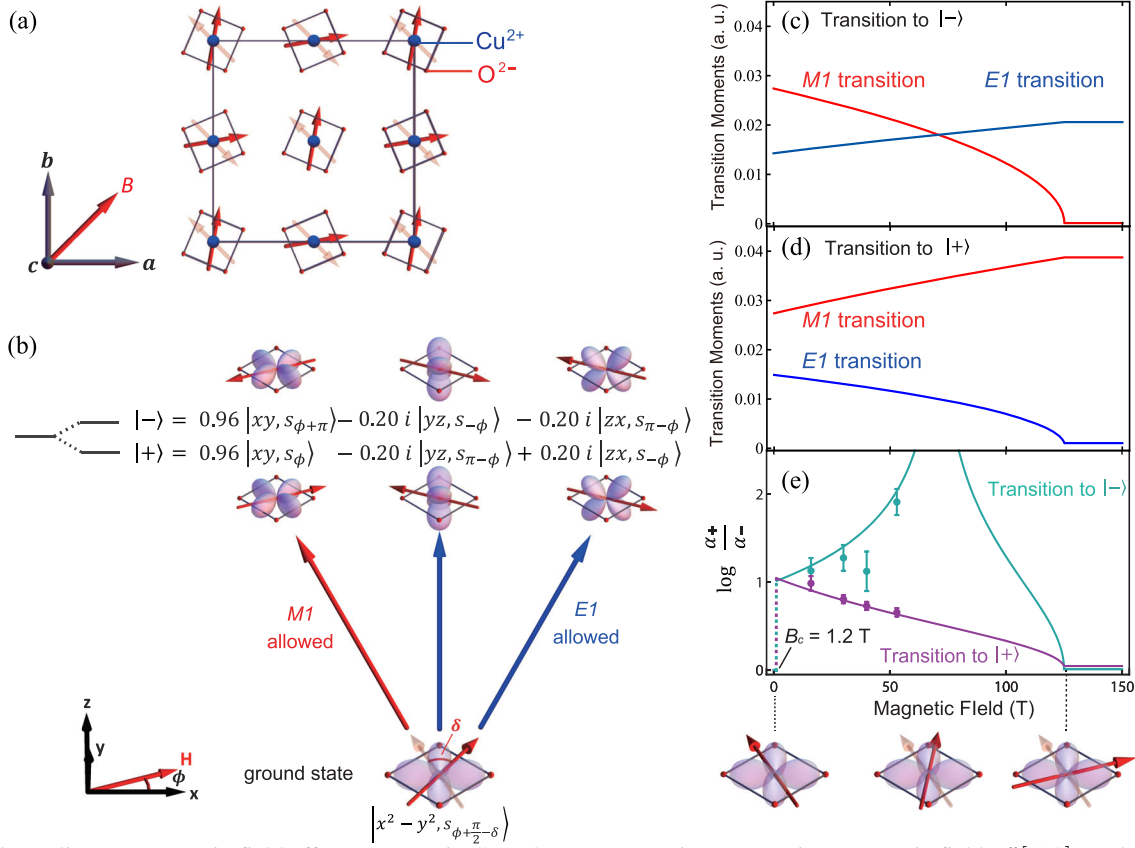 (a)
Cu2+
O2−
b
B
c
a
(b)
|−⟩ = 0.96 |xy, sϕ+π⟩ − 0.20 i |yz, s−ϕ⟩ − 0.20 i |zx, sπ−ϕ⟩
|+⟩ = 0.96 |xy, sϕ⟩ − 0.20 i |yz, sπ−ϕ⟩ + 0.20 i |zx, s−ϕ⟩
M1
allowed
E1
allowed
z
y
H
ϕ
x
δ
ground state
|x2 − y2, sϕ+π/2−δ⟩
(c)
Transition to |−⟩
M1 transition
E1 transition
Transition Moments (a. u.)
0.04
0.03
0.02
0.01
0
(d)
Transition to |+⟩
M1 transition
E1 transition
Transition Moments (a. u.)
0.04
0.03
0.02
0.01
0
(e)
Transition to |−⟩
log α+/α−
2
1
0
Bc = 1.2 T
Transition to |+⟩
0 50 100 150
Magnetic FIeld (T)